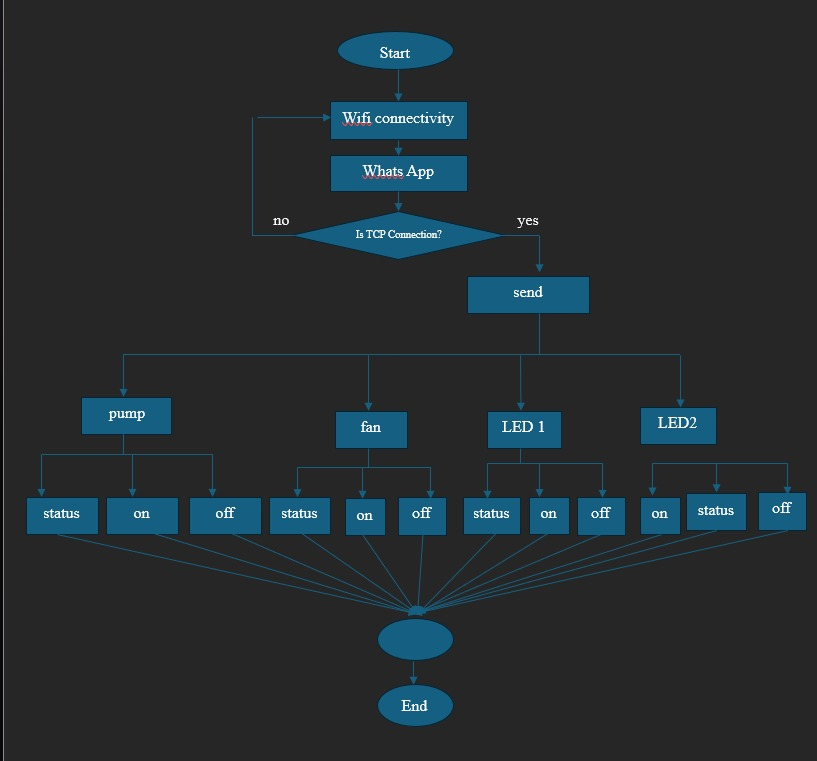 Start
Wifi connectivity
Whats App
no
yes
Is TCP Connection?
send
pump
fan
LED 1
LED2
status
on
off
status
on
off
status
on
off
on
status
off
End